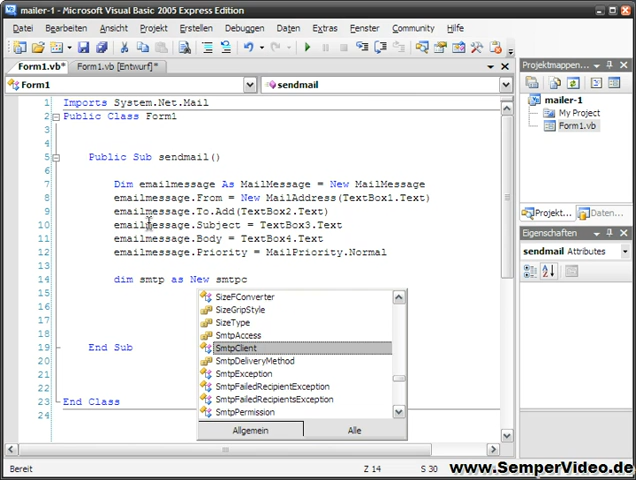 mailer-1 - Microsoft Visual Basic 2005 Express Edition
Datei Bearbeiten Ansicht Projekt Erstellen Debuggen Daten Extras Fenster Community Hilfe
Form1.vb* Form1.vb [Entwurf]*
Form1 sendmail
1 Imports System.Net.Mail
2 Public Class Form1
3
4
5 Public Sub sendmail()
6
7 Dim emailmessage As MailMessage = New MailMessage
8 emailmessage.From = New MailAddress(TextBox1.Text)
9 emailmessage.To.Add(TextBox2.Text)
10 emailmessage.Subject = TextBox3.Text
11 emailmessage.Body = TextBox4.Text
12 emailmessage.Priority = MailPriority.Normal
13
14 dim smtp as New smtpc
15
16
17
18
19 End Sub
20
21
22
23 End Class
24
SizeFConverter
SizeGripStyle
SizeType
SmtpAccess
SmtpClient
SmtpDeliveryMethod
SmtpException
SmtpFailedRecipientException
SmtpFailedRecipientsException
SmtpPermission
Allgemein Alle
Projektmappen...
mailer-1
My Project
Form1.vb
Projekt... Daten...
Eigenschaften
sendmail Attributes
Bereit Z 14 S 30
www.SemperVideo.de